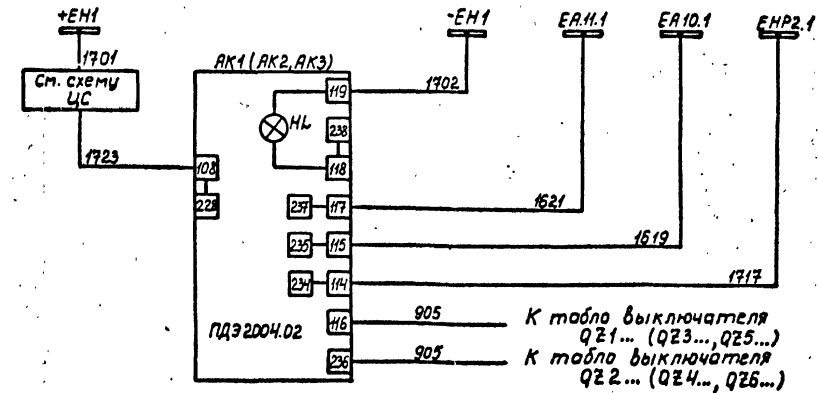 +EH1
-EH1
EA.11.1
EA10.1
EHP2.1
1701
См. схему
ЦС
AK1 (AK2, AK3)
119
1702
HL
238
1723
108
118
228
237
117
1621
235
115
1619
234
114
1717
ПДЭ2004.02
116
905
К табло выключателя
QZ1... (QZ3..., QZ5...)
236
905
К табло выключателя
QZ2... (QZ4..., QZ6...)